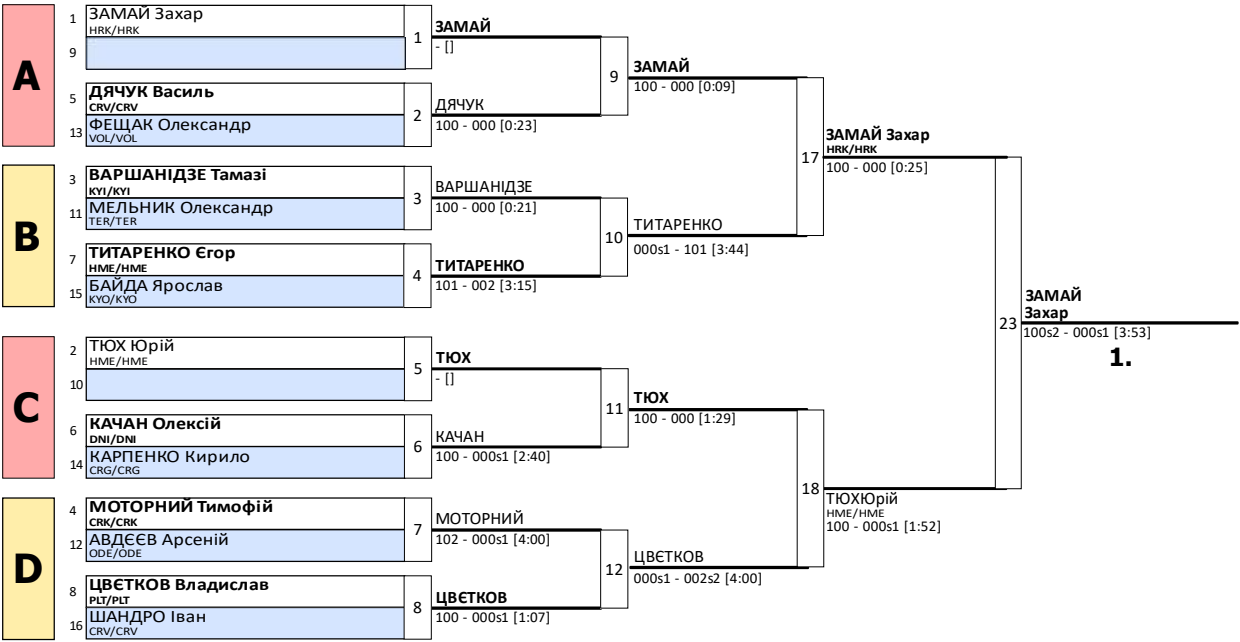 A
1
ЗАМАЙ Захар
HRK/HRK
9
1
ЗАМАЙ
- []
5
ДЯЧУК Василь
CRV/CRV
13
ФЕЩАК Олександр
VOL/VOL
2
ДЯЧУК
100 - 000 [0:23]
9
ЗАМАЙ
100 - 000 [0:09]
B
3
ВАРШАНІДЗЕ Тамазі
KYI/KYI
11
МЕЛЬНИК Олександр
TER/TER
3
ВАРШАНІДЗЕ
100 - 000 [0:21]
7
ТИТАРЕНКО Єгор
HME/HME
15
БАЙДА Ярослав
KYO/KYO
4
ТИТАРЕНКО
101 - 002 [3:15]
10
ТИТАРЕНКО
000s1 - 101 [3:44]
17
ЗАМАЙ Захар
HRK/HRK
100 - 000 [0:25]
C
2
ТЮХ Юрій
HME/HME
10
5
ТЮХ
- []
6
КАЧАН Олексій
DNI/DNI
14
КАРПЕНКО Кирило
CRG/CRG
6
КАЧАН
100 - 000s1 [2:40]
11
ТЮХ
100 - 000 [1:29]
D
4
МОТОРНИЙ Тимофій
CRK/CRK
12
АВДЄЄВ Арсеній
ODE/ODE
7
МОТОРНИЙ
102 - 000s1 [4:00]
8
ЦВЄТКОВ Владислав
PLT/PLT
16
ШАНДРО Іван
CRV/CRV
8
ЦВЄТКОВ
100 - 000s1 [1:07]
12
ЦВЄТКОВ
000s1 - 002s2 [4:00]
18
ТЮХЮрій
HME/HME
100 - 000s1 [1:52]
23
ЗАМАЙ
Захар
100s2 - 000s1 [3:53]
1.